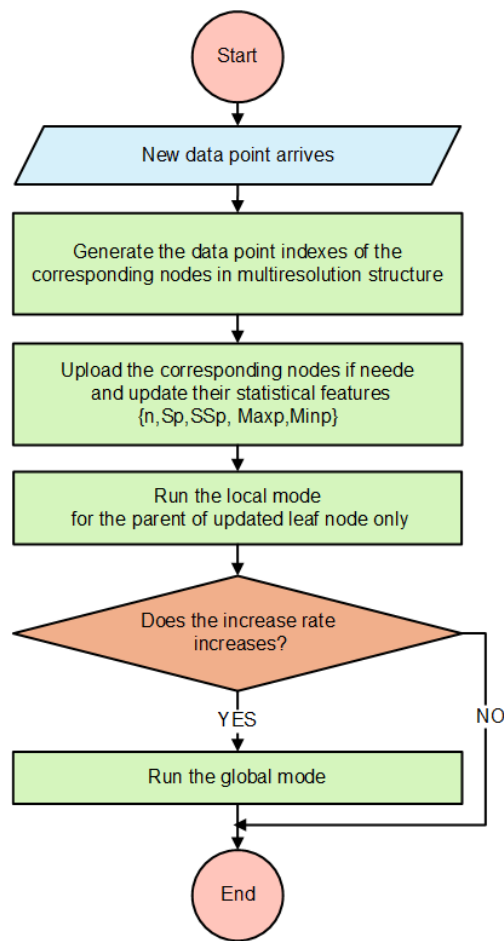 Start
New data point arrives
Generate the data point indexes of the
corresponding nodes in multiresolution structure
Upload the corresponding nodes if neede
and update their statistical features
{n,Sp,SSp, Maxp,Minp}
Run the local mode
for the parent of updated leaf node only
Does the increase rate
increases?
YES
NO
Run the global mode
End